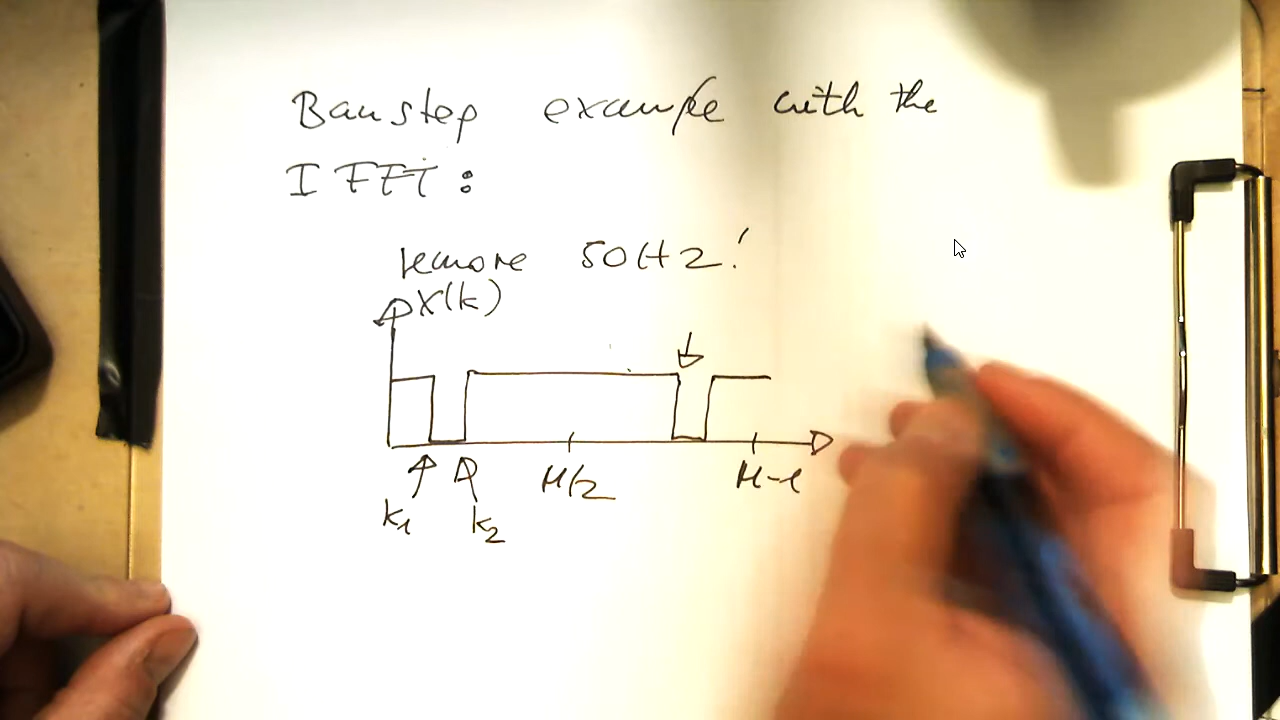 Banstop example with the
IFFT:
remove 50Hz!
X(k)
M/2
M-1
k1
k2